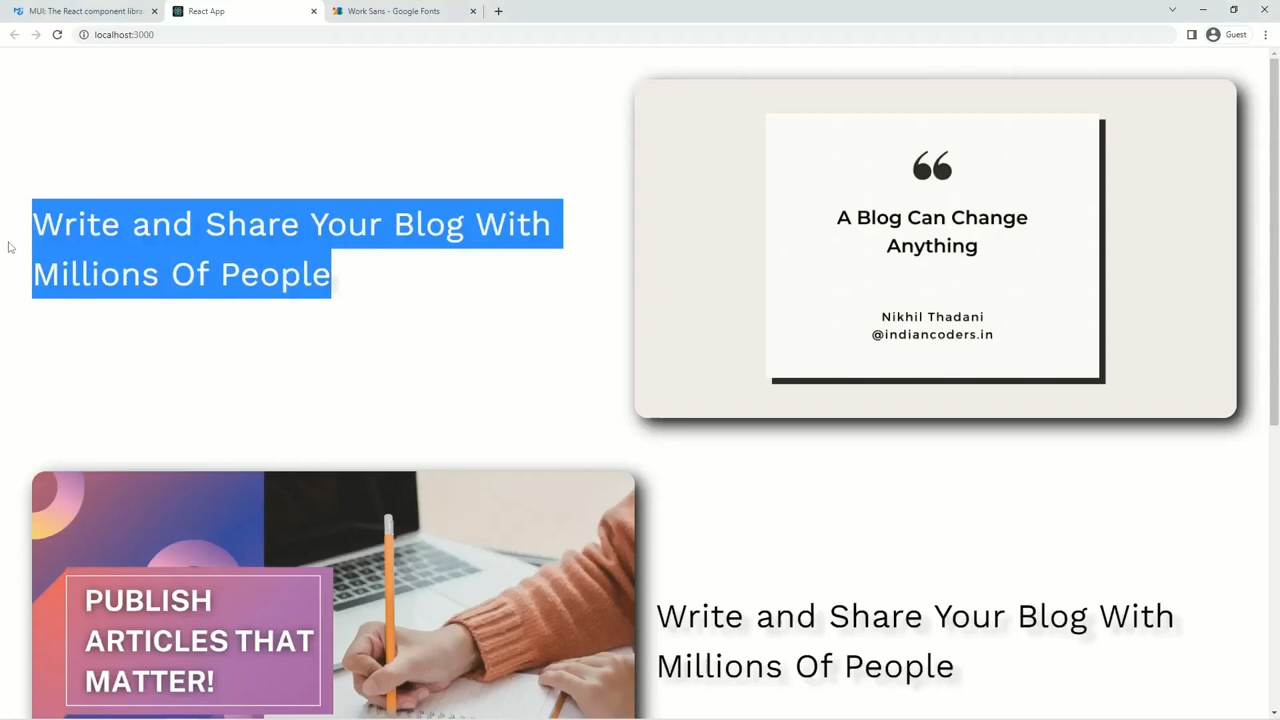 MUI: The React component libra
React App
Work Sans - Google Fonts
localhost:3000
Guest
Write and Share Your Blog With
Millions Of People
A Blog Can Change
Anything
Nikhil Thadani
@indiancoders.in
PUBLISH
ARTICLES THAT
MATTER!
Write and Share Your Blog With
Millions Of People